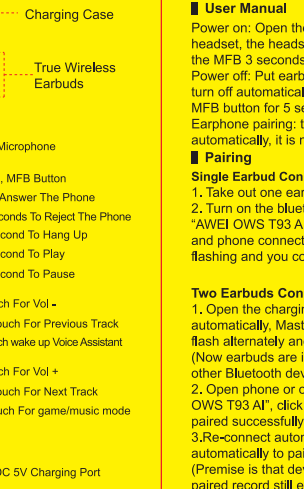 Charging Case
True Wireless
Earbuds
Microphone
, MFB Button
Answer The Phone
conds To Reject The Phone
cond To Hang Up
cond To Play
cond To Pause
ch For Vol -
ouch For Previous Track
ch wake up Voice Assistant
ch For Vol +
ouch For Next Track
uch For game/music mode
DC 5V Charging Port
User Manual
Power on: Open the
headset, the heads
the MFB 3 seconds
Power off: Put earb
turn off automatical
MFB button for 5 se
Earphone pairing: t
automatically, it is r
Pairing
Single Earbud Con
1. Take out one ear
2. Turn on the bluet
“AWEI OWS T93 A
and phone connect
flashing and you co
Two Earbuds Con
1. Open the chargin
automatically, Mast
flash alternately and
(Now earbuds are i
other Bluetooth dev
2. Open phone or c
OWS T93 AI”, click
paired successfully
3.Re-connect autom
automatically to pai
(Premise is that dev
paired record still e